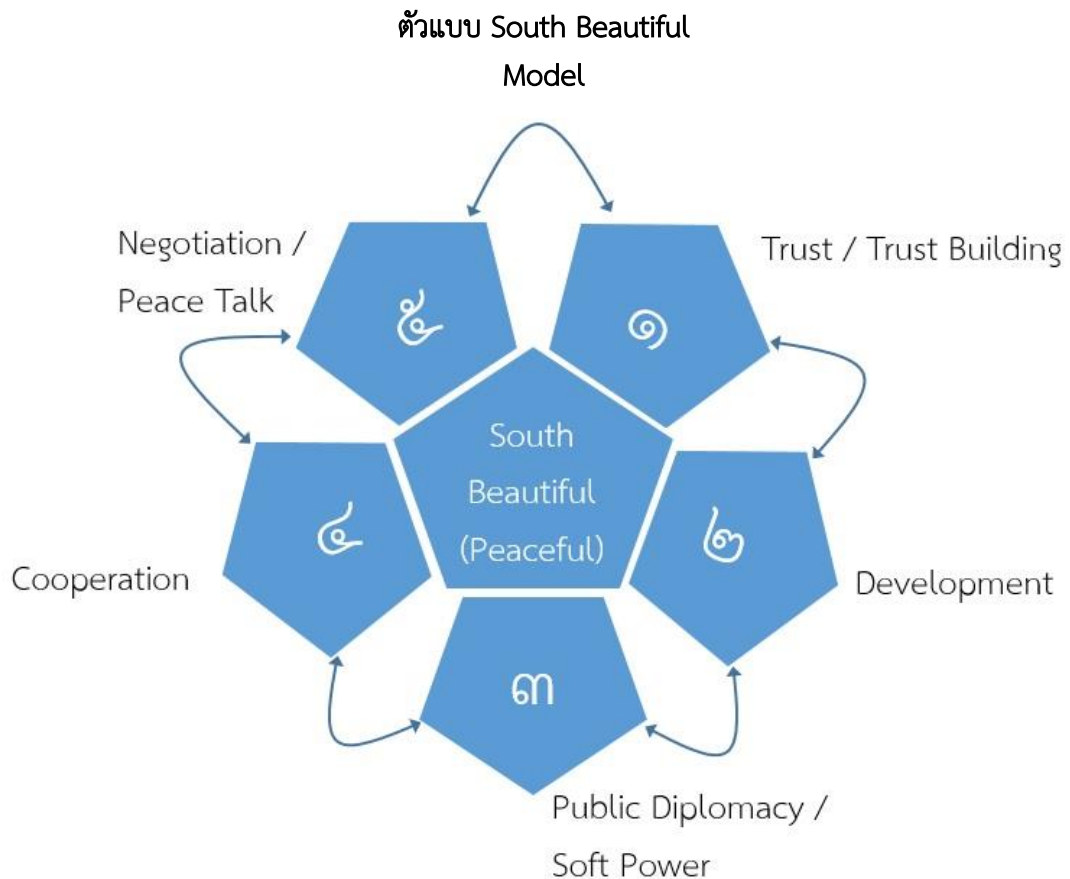 ตัวแบบ South Beautiful
Model
Negotiation /
Peace Talk
Trust / Trust Building
๕
๑
South
Beautiful
(Peaceful)
๔
๒
Cooperation
Development
๓
Public Diplomacy /
Soft Power